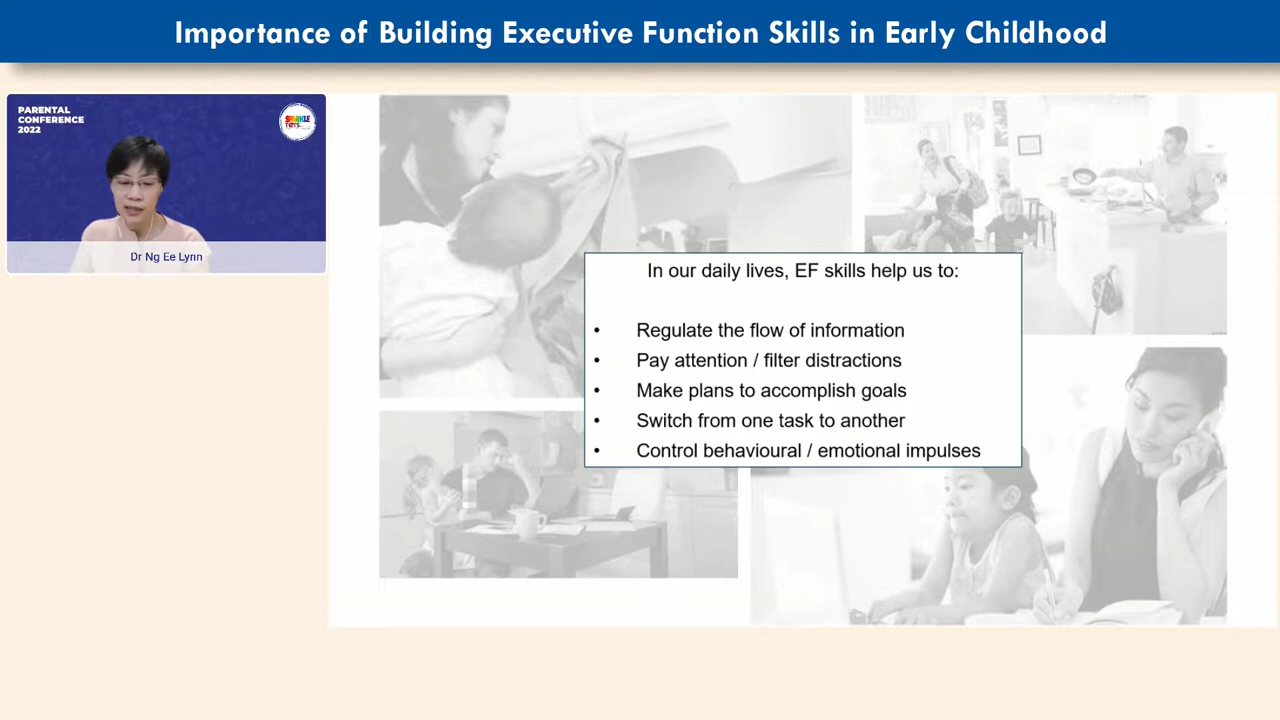 Importance of Building Executive Function Skills in Early Childhood
PARENTAL
CONFERENCE
2022
SPARKLE
TOTS
Dr Ng Ee Lynn
In our daily lives, EF skills help us to:
• Regulate the flow of information
• Pay attention / filter distractions
• Make plans to accomplish goals
• Switch from one task to another
• Control behavioural / emotional impulses